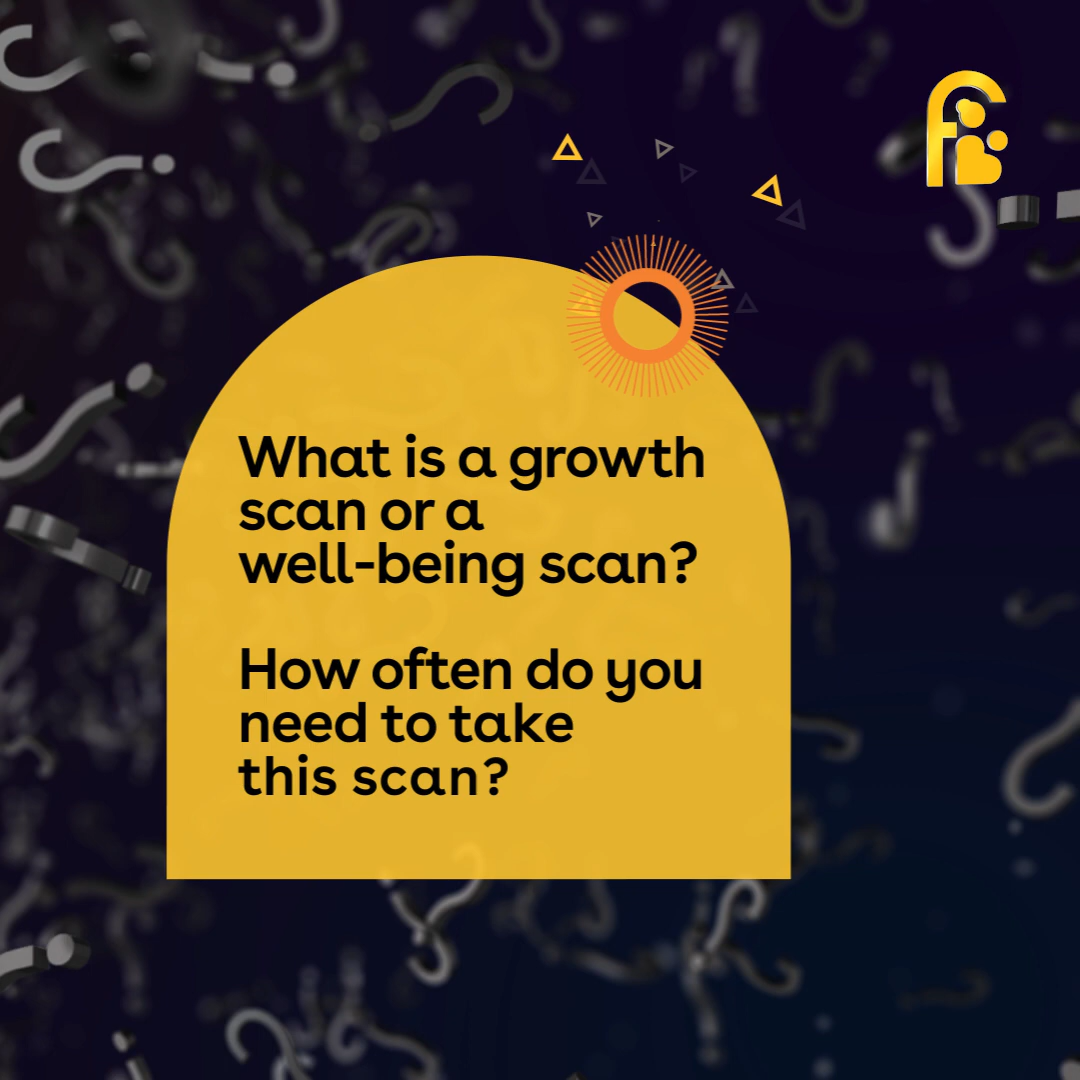 What is a growth
scan or a
well-being scan?
How often do you
need to take
this scan?